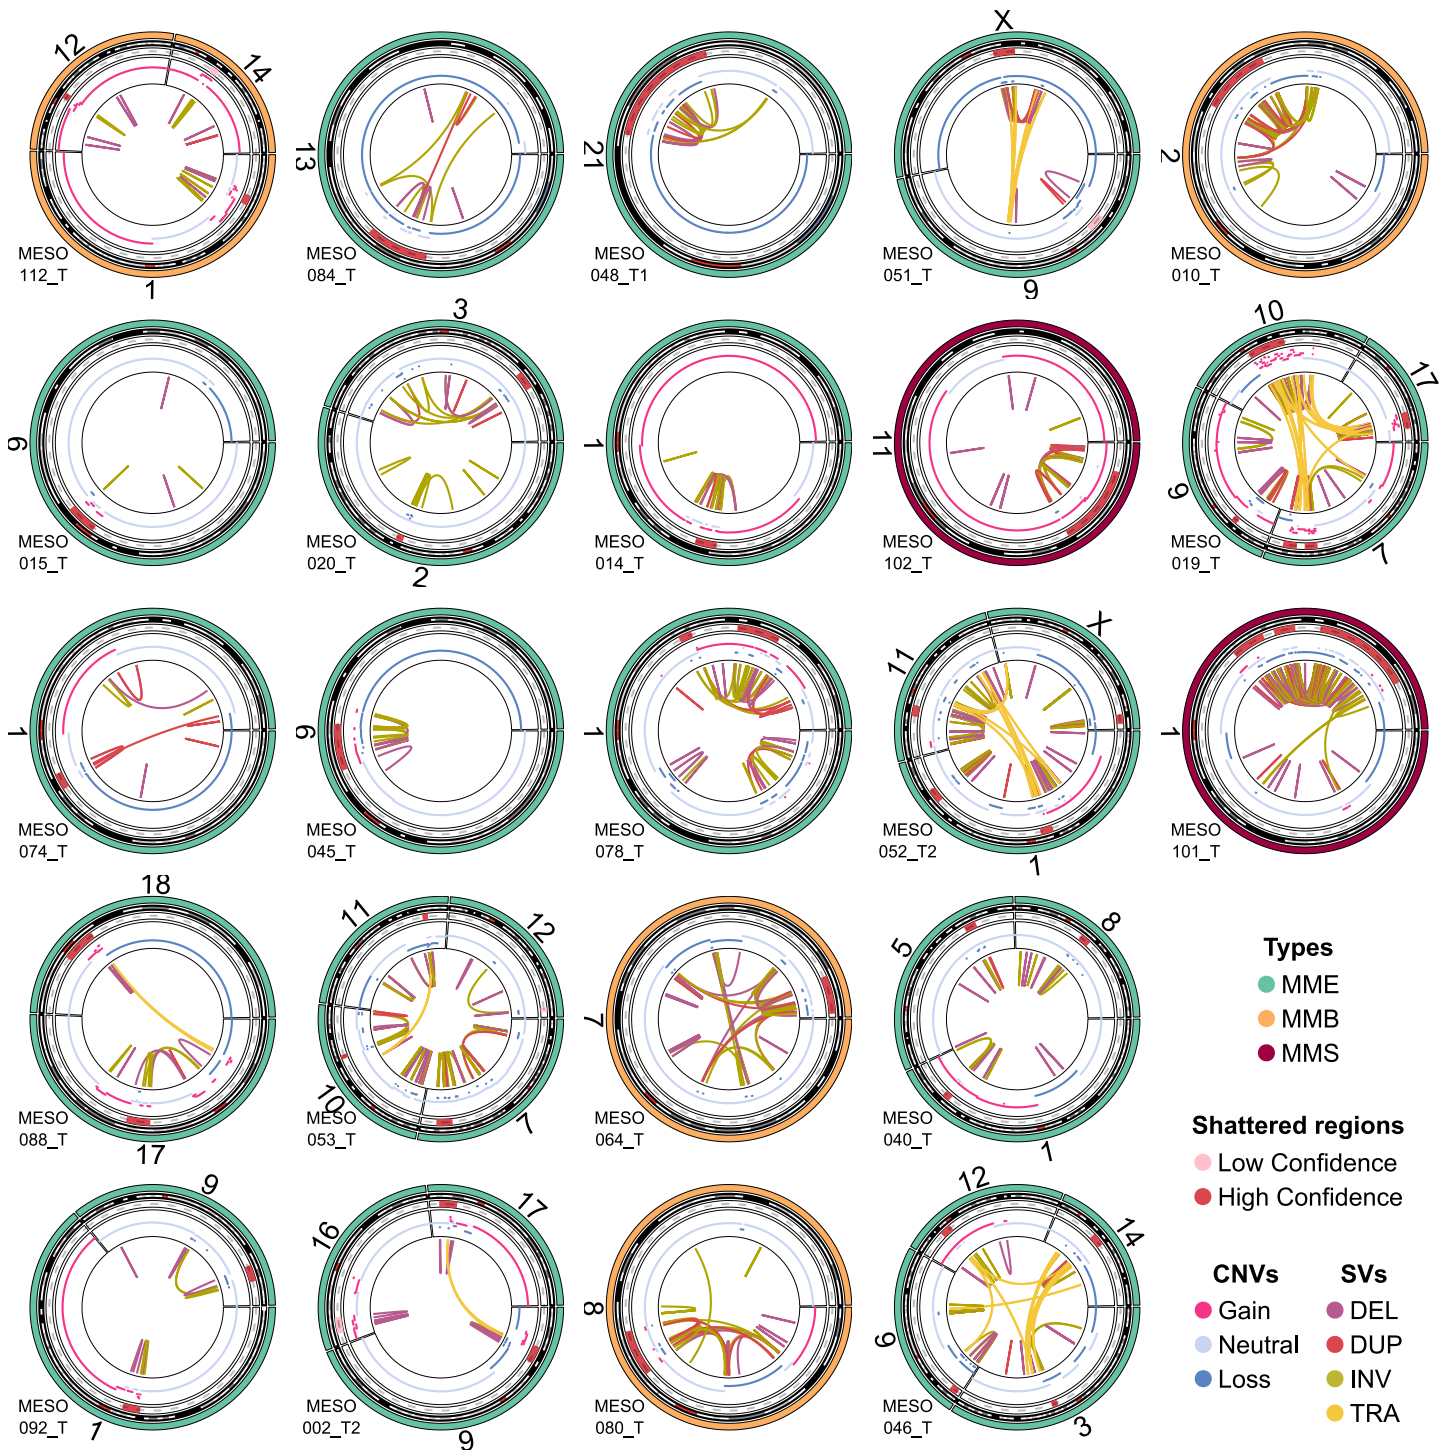 12
14
1
MESO
112_T
13
MESO
084_T
21
MESO
048_T1
X
9
MESO
051_T
2
MESO
010_T
6
MESO
015_T
3
2
MESO
020_T
1
MESO
014_T
11
MESO
102_T
10
17
9
7
MESO
019_T
1
MESO
074_T
6
MESO
045_T
1
MESO
078_T
11
X
1
MESO
052_T2
1
MESO
101_T
18
17
MESO
088_T
11
12
10
7
MESO
053_T
7
MESO
064_T
5
8
1
MESO
040_T
Types
MME
MMB
MMS
Shattered regions
Low Confidence
High Confidence
9
1
MESO
092_T
16
17
9
MESO
002_T2
8
MESO
080_T
12
14
9
3
MESO
046_T
CNVs
Gain
Neutral
Loss
SVs
DEL
DUP
INV
TRA